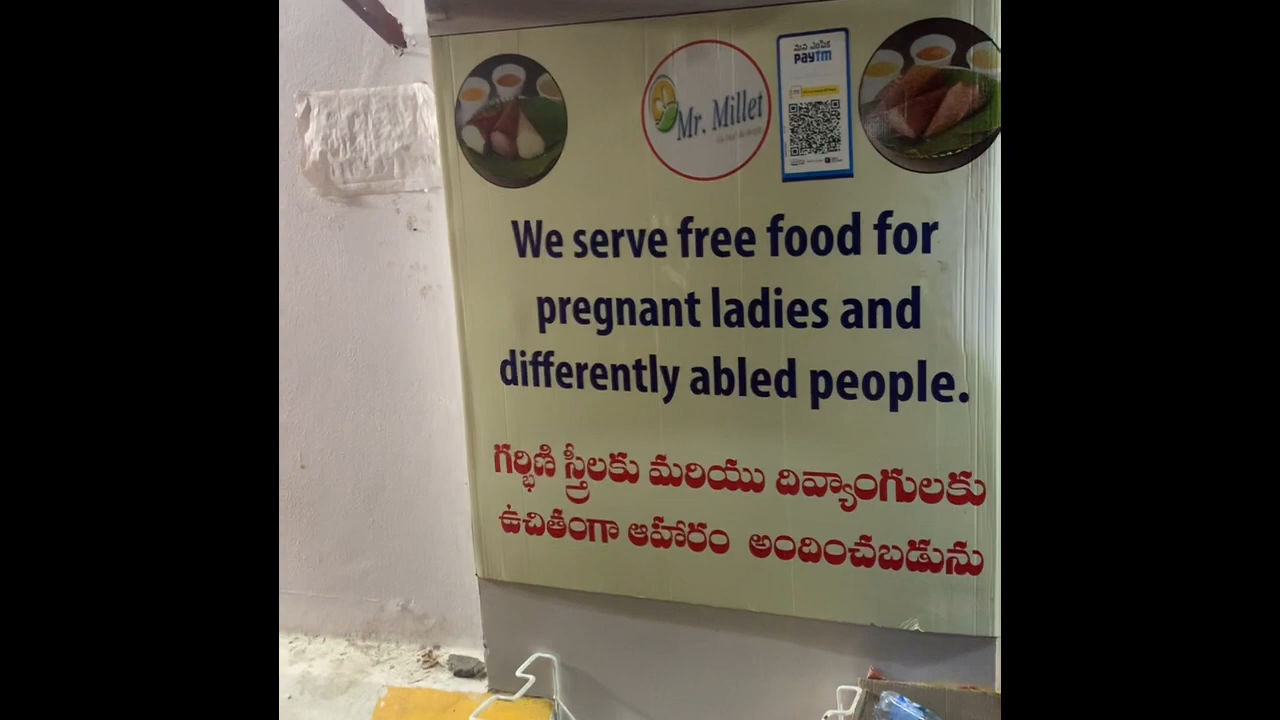 మన ఎంపిక
paytm
Mr. Millet
We serve free food for
pregnant ladies and
differently abled people.
గర్భిణి స్త్రీలకు మరియు దివ్యాంగులకు
ఉచితంగా ఆహారం అందించబడును